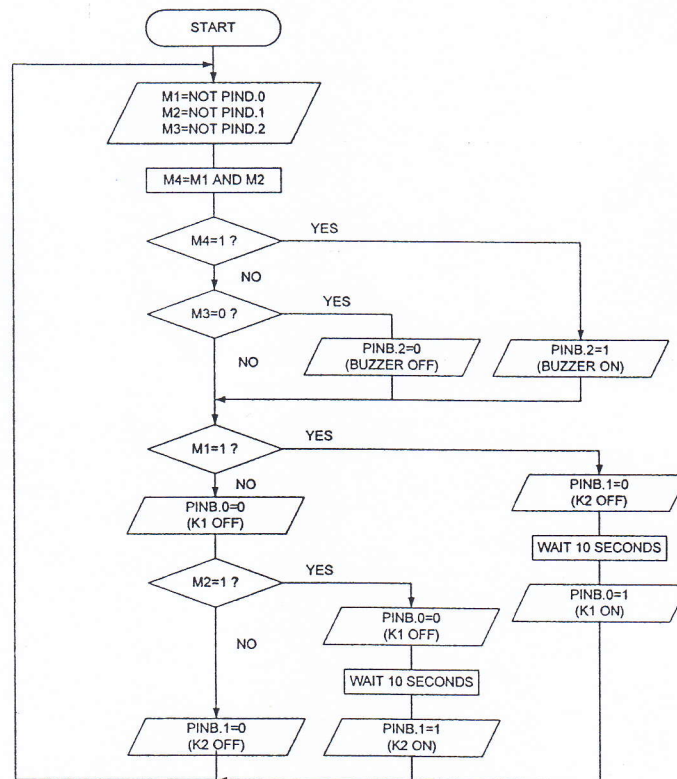 START
M1=NOT PIND.0
M2=NOT PIND.1
M3=NOT PIND.2
M4=M1 AND M2
M4=1 ?
YES
NO
M3=0 ?
YES
NO
PINB.2=0
(BUZZER OFF)
PINB.2=1
(BUZZER ON)
M1=1 ?
YES
NO
PINB.1=0
(K2 OFF)
PINB.0=0
(K1 OFF)
WAIT 10 SECONDS
M2=1 ?
YES
PINB.0=1
(K1 ON)
PINB.0=0
(K1 OFF)
NO
WAIT 10 SECONDS
PINB.1=0
(K2 OFF)
PINB.1=1
(K2 ON)